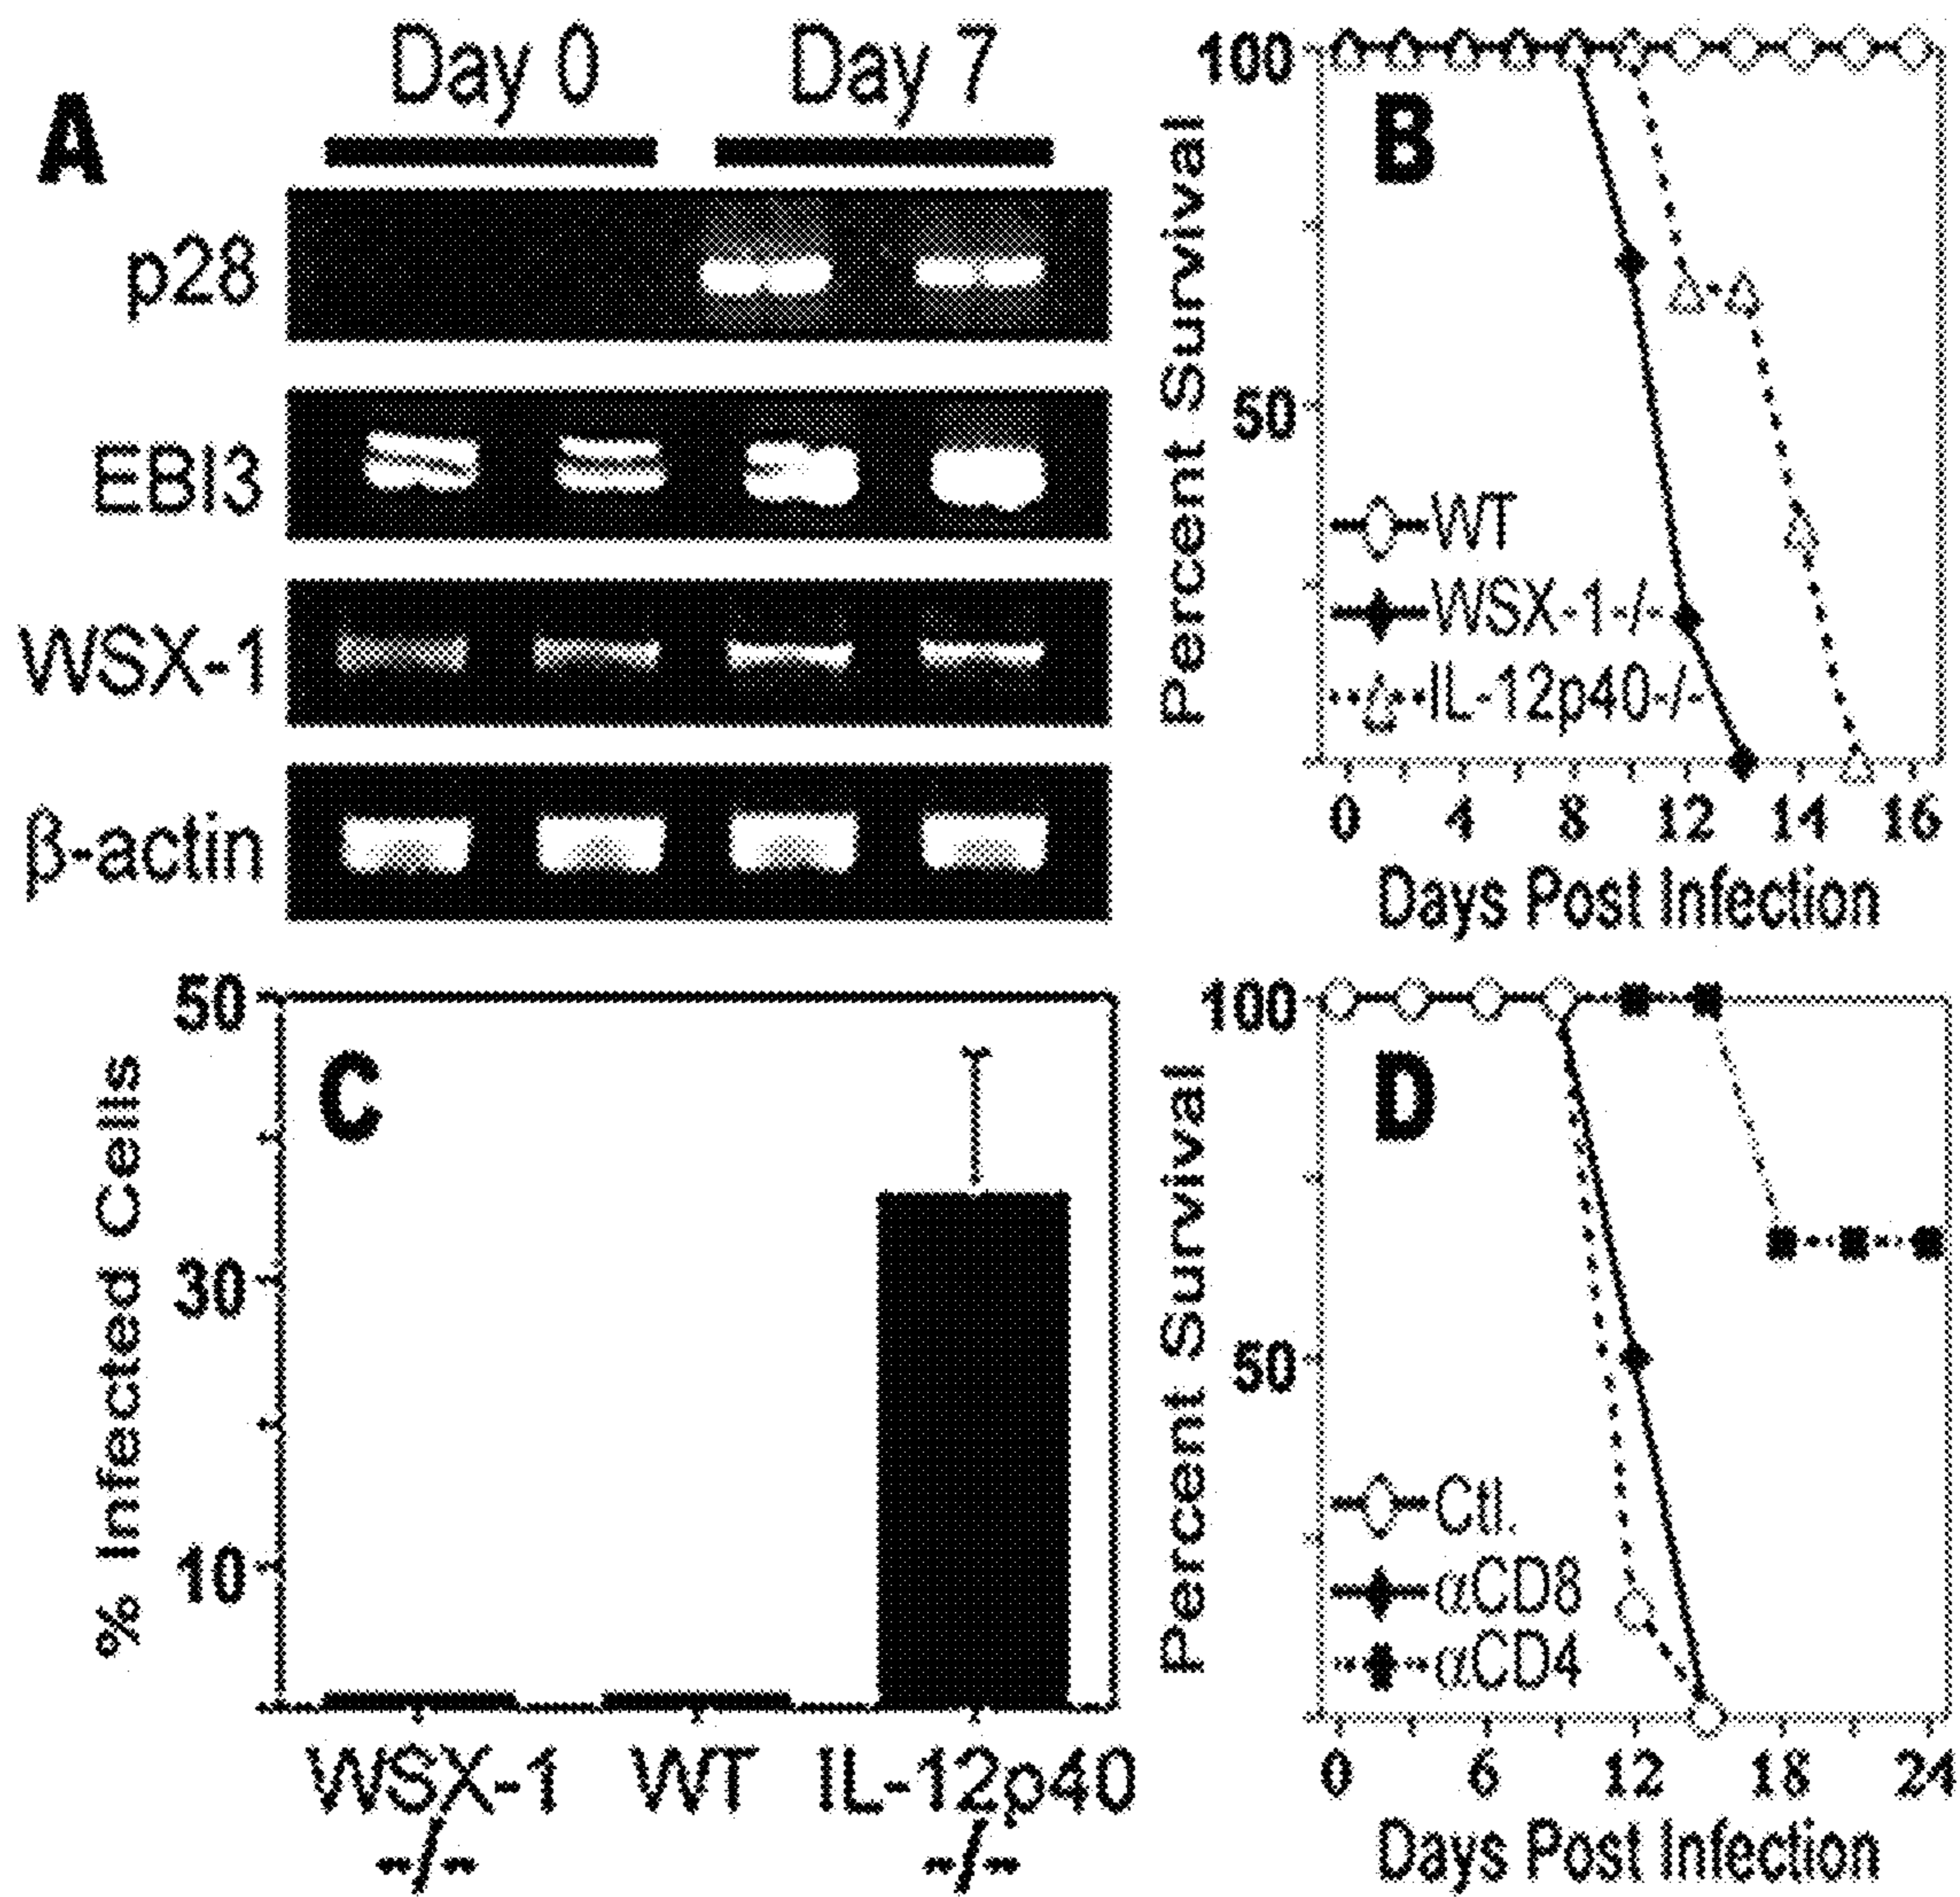 A
Day 0
Day 7
p28
EBI3
WSX-1
β-actin
B
Percent Survival
100
50
WT
WSX-1-/-
IL-12p40-/-
0 4 8 12 14 16
Days Post Infection
C
% Infected Cells
50
30
10
WSX-1 WT IL-12p40
-/- -/-
D
Percent Survival
100
50
Ctl.
αCD8
αCD4
0 6 12 18 24
Days Post Infection